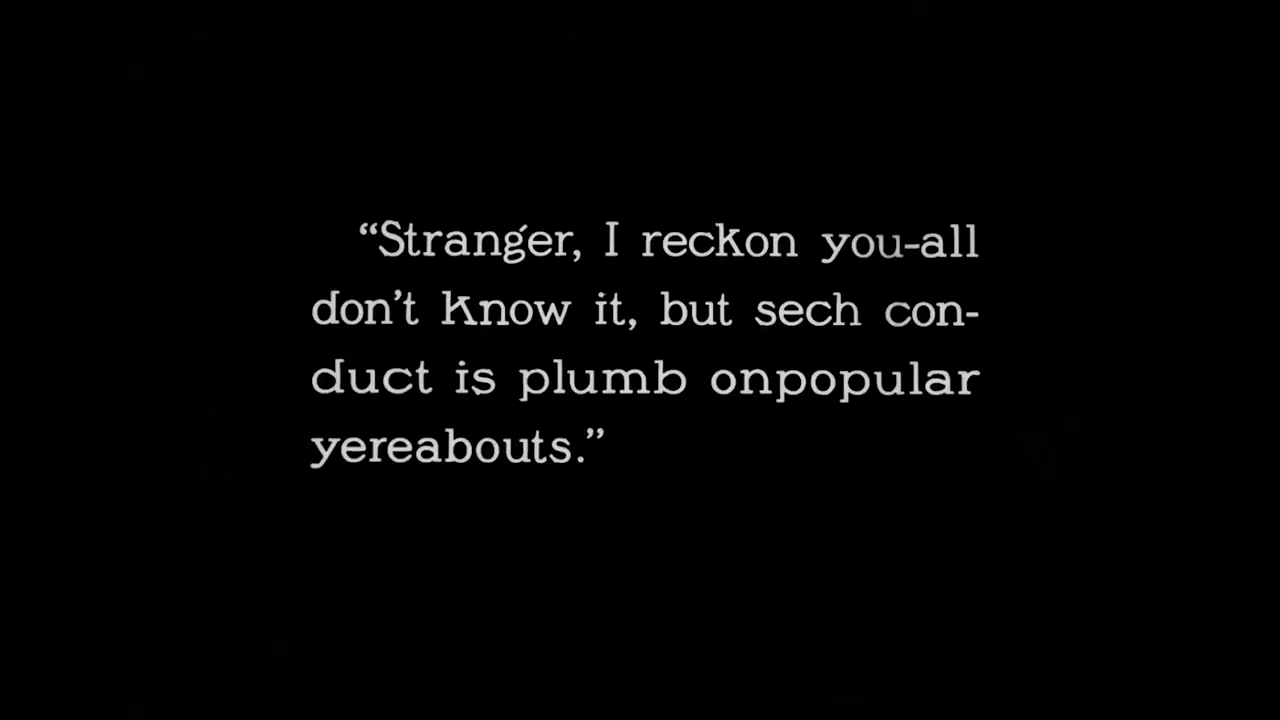 “Stranger, I reckon you-all
don’t know it, but sech con-
duct is plumb onpopular
yereabouts.”